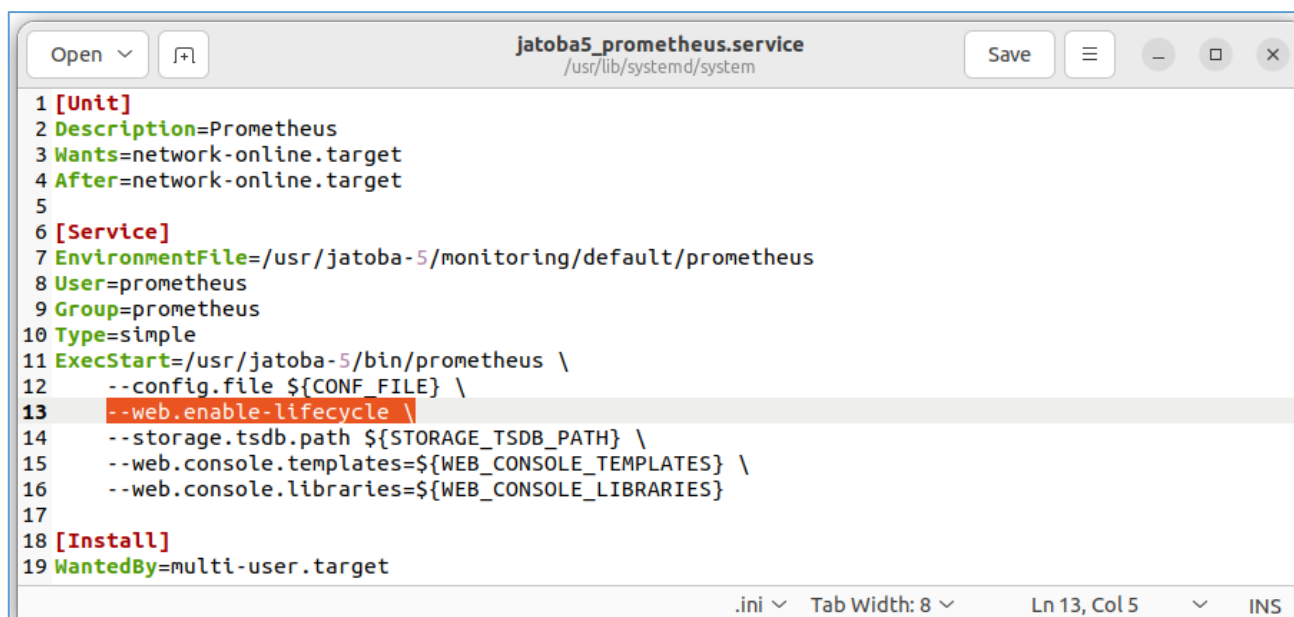 Open
jatoba5_prometheus.service
/usr/lib/systemd/system
Save
1 [Unit]
2 Description=Prometheus
3 Wants=network-online.target
4 After=network-online.target
5
6 [Service]
7 EnvironmentFile=/usr/jatoba-5/monitoring/default/prometheus
8 User=prometheus
9 Group=prometheus
10 Type=simple
11 ExecStart=/usr/jatoba-5/bin/prometheus \
12     --config.file ${CONF_FILE} \
13     --web.enable-lifecycle \
14     --storage.tsdb.path ${STORAGE_TSDB_PATH} \
15     --web.console.templates=${WEB_CONSOLE_TEMPLATES} \
16     --web.console.libraries=${WEB_CONSOLE_LIBRARIES}
17
18 [Install]
19 WantedBy=multi-user.target
.ini Tab Width: 8 Ln 13, Col 5 INS